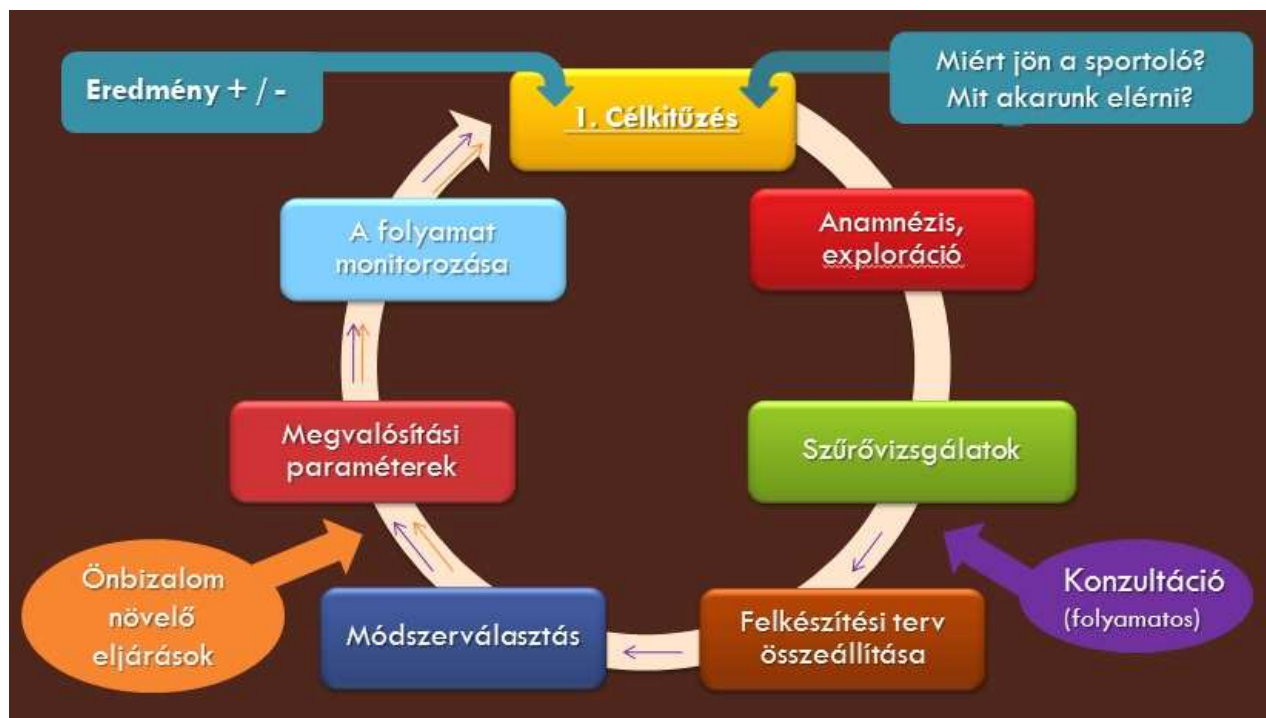 Eredmény + / -
Miért jön a sportoló?
Mit akarunk elérni?
1. Célkitűzés
Anamnézis,
exploráció
Szűrővizsgálatok
Konzultáció
(folyamatos)
Felkészítési terv
összeállítása
Módszerválasztás
Önbizalom
növelő
eljárások
Megvalósítási
paraméterek
A folyamat
monitorozása